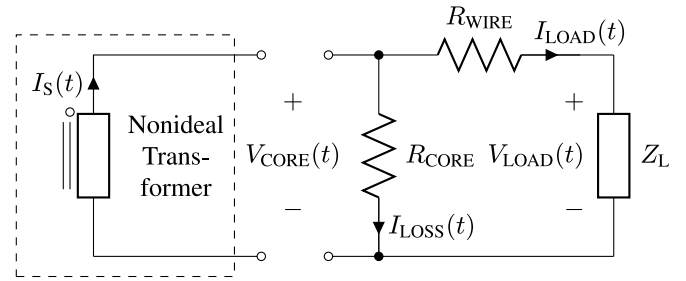 R_WIRE
I_LOAD(t)
I_S(t)
+
+
Nonideal
Trans-
former
V_CORE(t)
R_CORE
V_LOAD(t)
Z_L
−
−
I_LOSS(t)